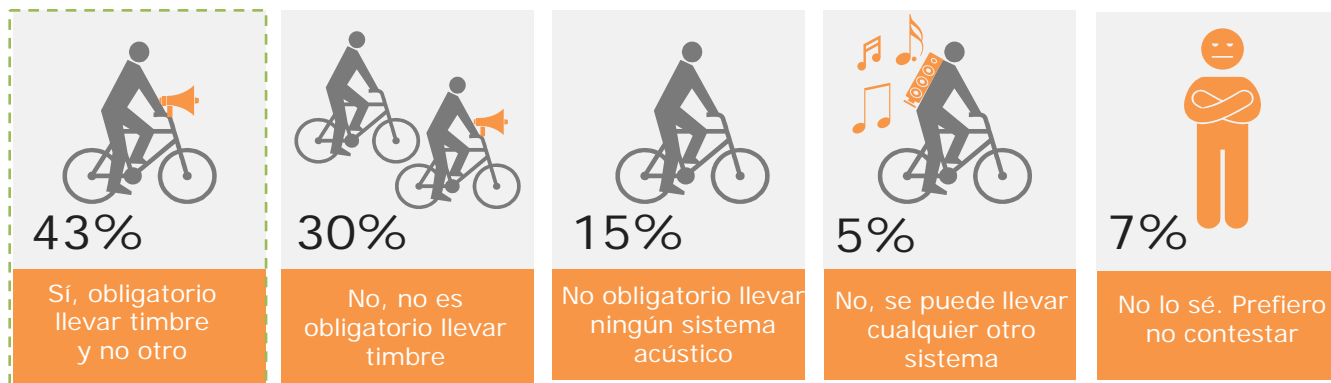 43%
Sí, obligatorio
llevar timbre
y no otro
30%
No, no es
obligatorio llevar
timbre
15%
No obligatorio llevar
ningún sistema
acústico
5%
No, se puede llevar
cualquier otro
sistema
7%
No lo sé. Prefiero
no contestar